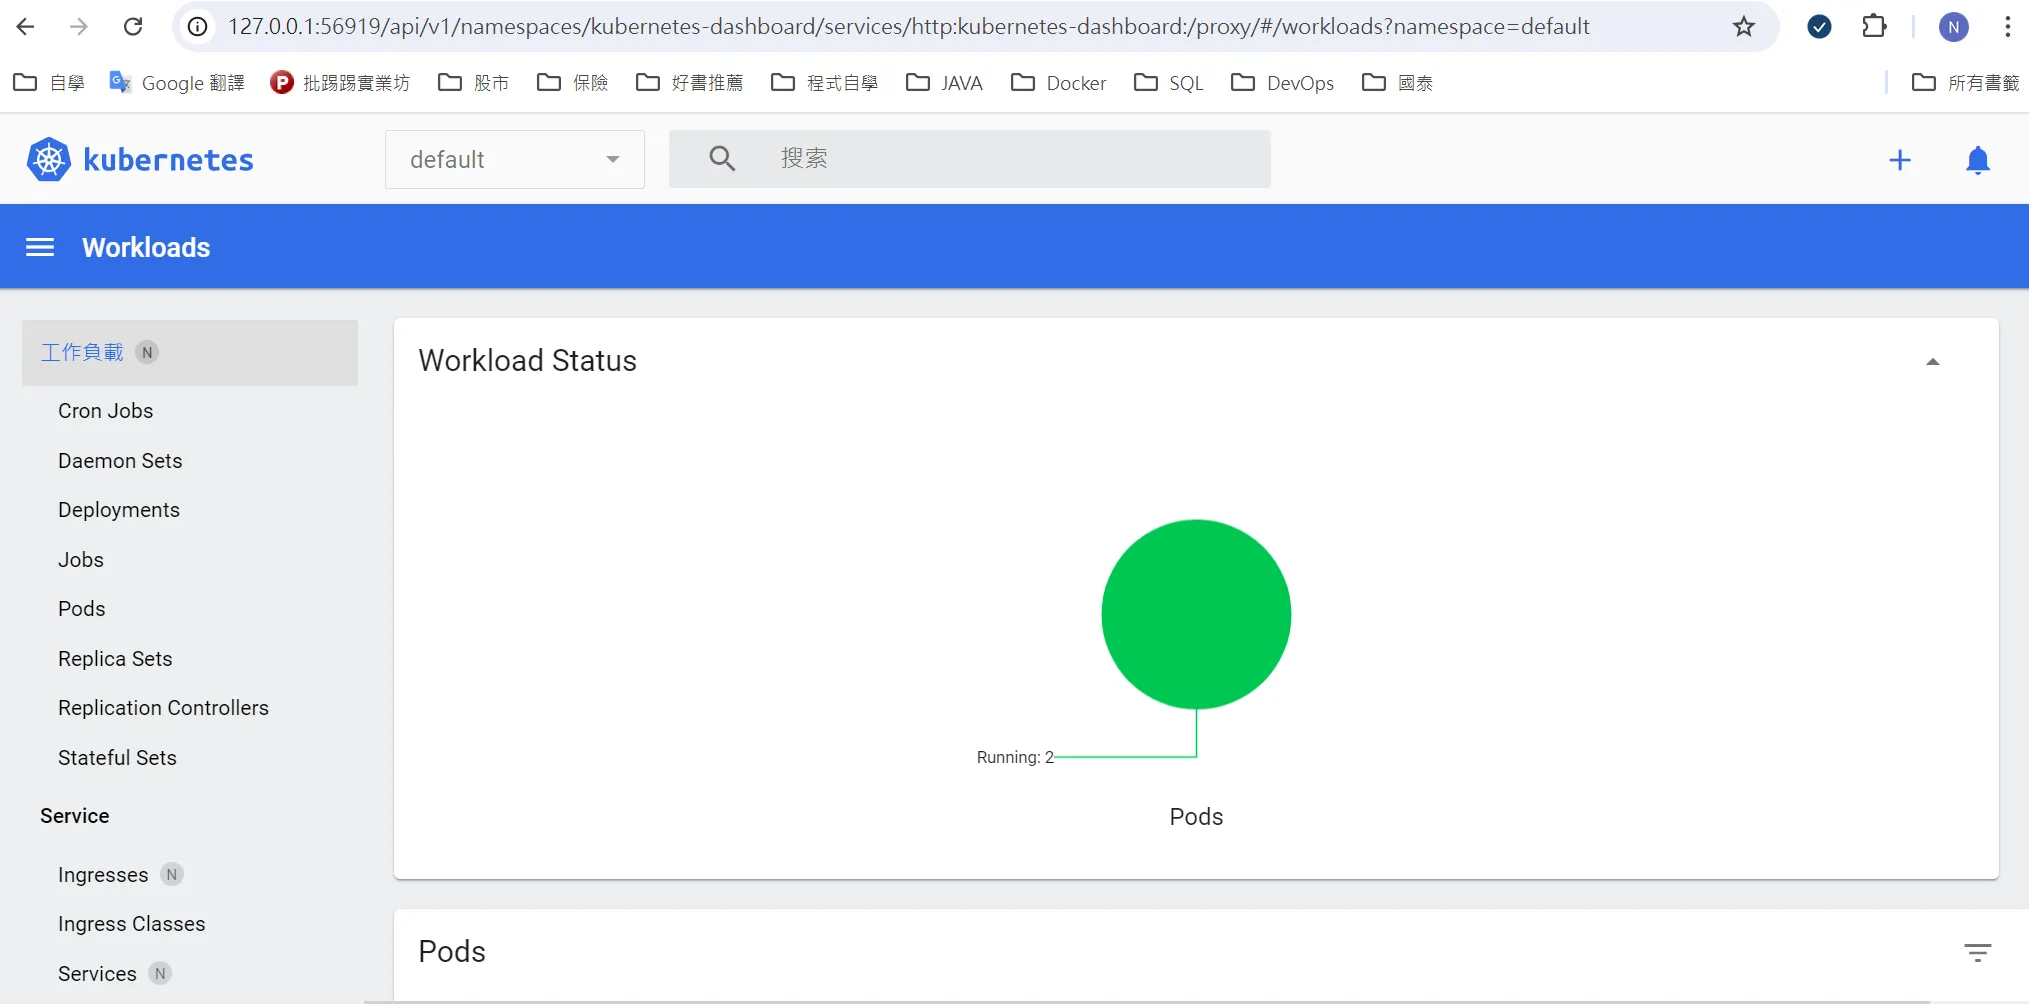 127.0.0.1:56919/api/v1/namespaces/kubernetes-dashboard/services/http:kubernetes-dashboard:/proxy/#/workloads?namespace=default
N
自學 Google 翻譯 批踢踢實業坊 股市 保險 好書推薦 程式自學 JAVA Docker SQL DevOps 國泰 所有書籤
kubernetes default 搜索
Workloads
工作負載 N
Cron Jobs
Daemon Sets
Deployments
Jobs
Pods
Replica Sets
Replication Controllers
Stateful Sets
Service
Ingresses N
Ingress Classes
Services N
Workload Status
Running: 2
Pods
Pods